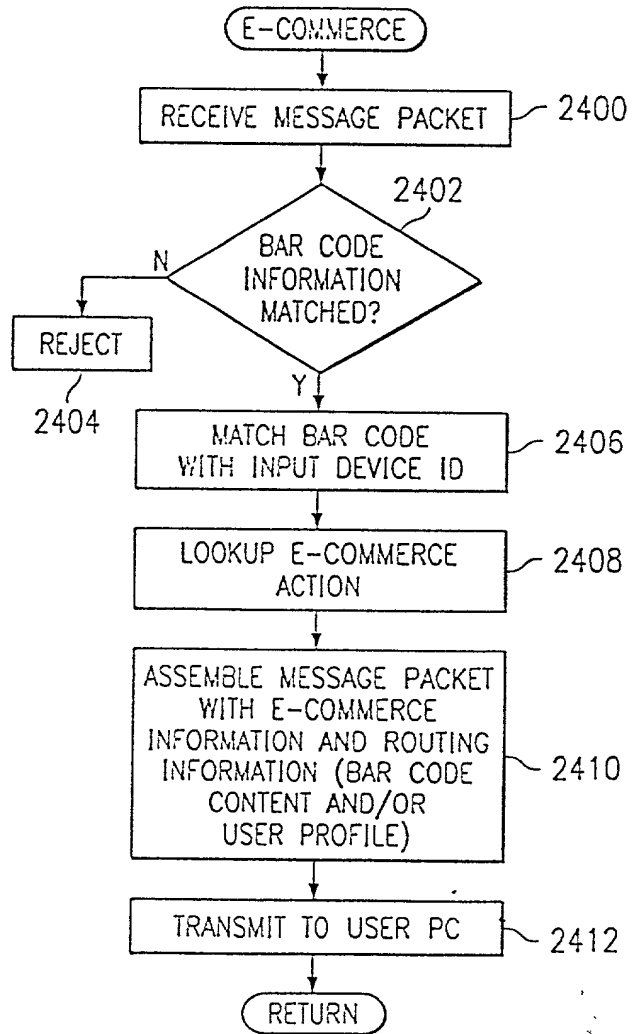 E-COMMERCE
RECEIVE MESSAGE PACKET
2400
2402
BAR CODE
INFORMATION
MATCHED?
N
REJECT
2404
Y
MATCH BAR CODE
WITH INPUT DEVICE ID
2406
LOOKUP E-COMMERCE
ACTION
2408
ASSEMBLE MESSAGE PACKET
WITH E-COMMERCE
INFORMATION AND ROUTING
INFORMATION (BAR CODE
CONTENT AND/OR
USER PROFILE)
2410
TRANSMIT TO USER PC
2412
RETURN